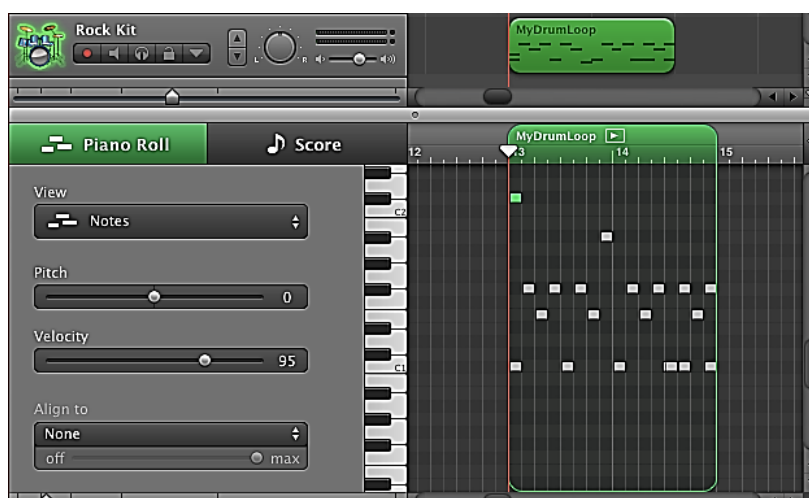 Rock Kit
L R
MyDrumLoop
Piano Roll
Score
MyDrumLoop
12 13 14 15
View
Notes
C2
Pitch
0
Velocity
95
C1
Align to
None
off max